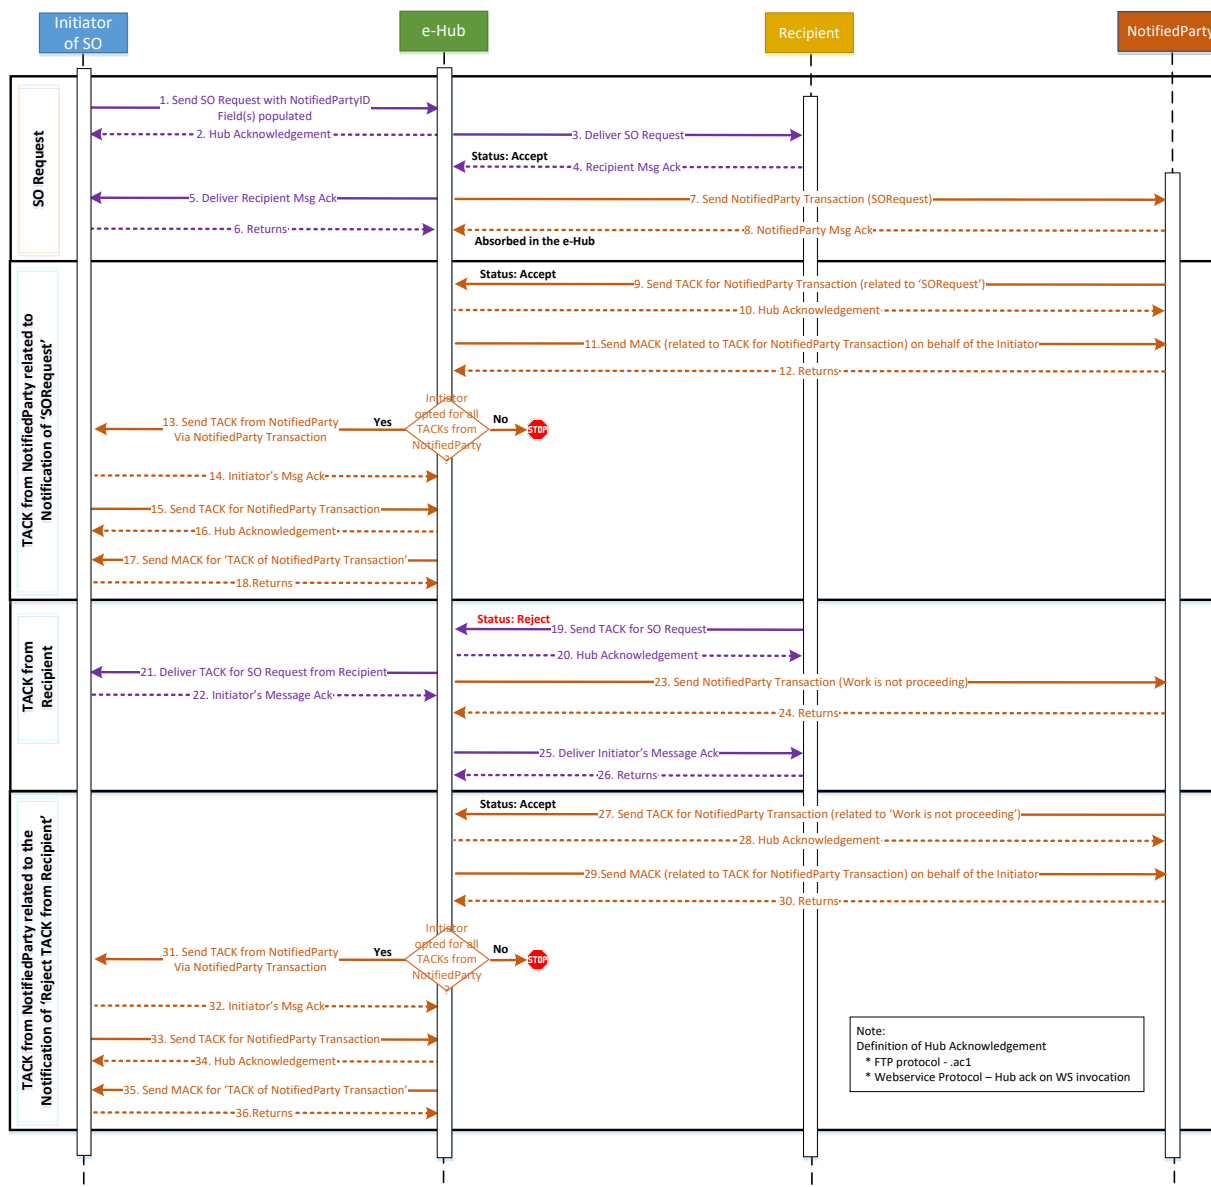 Initiator
of SO
e-Hub
Recipient
NotifiedParty
SO Request
1. Send SO Request with NotifiedPartyID
Field(s) populated
2. Hub Acknowledgement
3. Deliver SO Request
Status: Accept
4. Recipient Msg Ack
5. Deliver Recipient Msg Ack
7. Send NotifiedParty Transaction (SORequest)
6. Returns
8. NotifiedParty Msg Ack
Absorbed in the e-Hub
TACK from NotifiedParty related to
Notification of ‘SORequest’
Status: Accept
9. Send TACK for NotifiedParty Transaction (related to ‘SORequest’)
10. Hub Acknowledgement
11.Send MACK (related to TACK for NotifiedParty Transaction) on behalf of the Initiator
12. Returns
13. Send TACK from NotifiedParty
Via NotifiedParty Transaction
Yes
Initiator
opted for all
TACKs from
NotifiedParty
?
No
STOP
14. Initiator’s Msg Ack
15. Send TACK for NotifiedParty Transaction
16. Hub Acknowledgement
17. Send MACK for ‘TACK of NotifiedParty Transaction’
18.Returns
TACK from
Recipient
Status: Reject
19. Send TACK for SO Request
20. Hub Acknowledgement
21. Deliver TACK for SO Request from Recipient
23. Send NotifiedParty Transaction (Work is not proceeding)
22. Initiator’s Message Ack
24. Returns
25. Deliver Initiator’s Message Ack
26. Returns
TACK from NotifiedParty related to the
Notification of ‘Reject TACK from Recipient’
Status: Accept
27. Send TACK for NotifiedParty Transaction (related to ‘Work is not proceeding’)
28. Hub Acknowledgement
29.Send MACK (related to TACK for NotifiedParty Transaction) on behalf of the Initiator
30. Returns
31. Send TACK from NotifiedParty
Via NotifiedParty Transaction
Yes
Initiator
opted for all
TACKs from
NotifiedParty
?
No
STOP
32. Initiator’s Msg Ack
33. Send TACK for NotifiedParty Transaction
34. Hub Acknowledgement
35. Send MACK for ‘TACK of NotifiedParty Transaction’
36.Returns
Note:
Definition of Hub Acknowledgement
* FTP protocol - .ac1
* Webservice Protocol – Hub ack on WS invocation